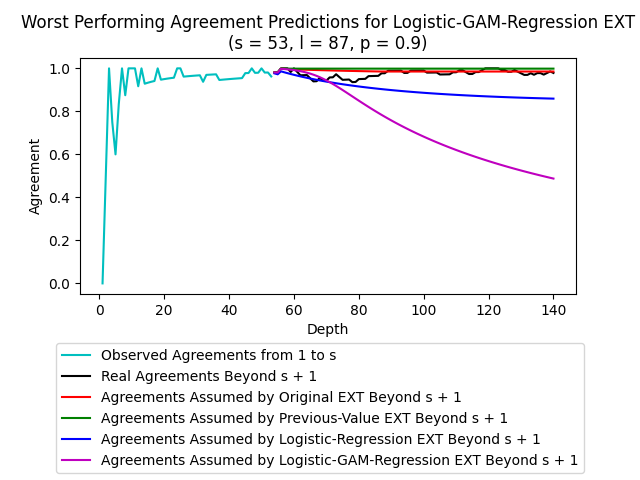 Worst Performing Agreement Predictions for Logistic-GAM-Regression EXT
(s = 53, l = 87, p = 0.9)
1.0
0.8
0.6
0.4
0.2
0.0
Agreement
0 20 40 60 80 100 120 140
Depth
Observed Agreements from 1 to s
Real Agreements Beyond s + 1
Agreements Assumed by Original EXT Beyond s + 1
Agreements Assumed by Previous-Value EXT Beyond s + 1
Agreements Assumed by Logistic-Regression EXT Beyond s + 1
Agreements Assumed by Logistic-GAM-Regression EXT Beyond s + 1